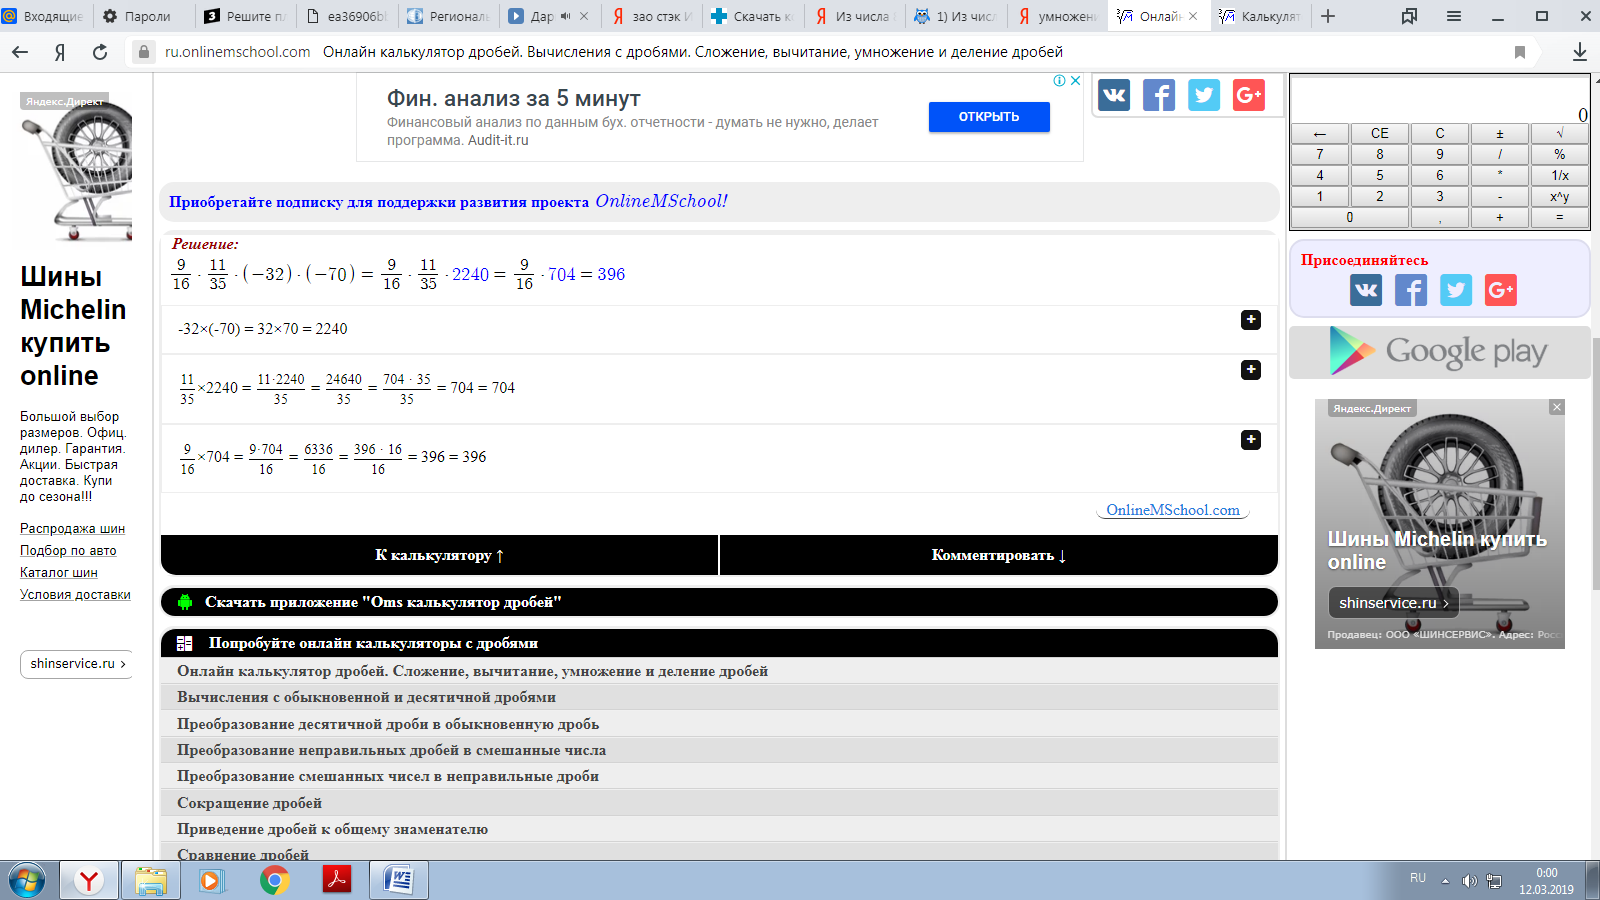 Входящие
Пароли
Решите пл
ea36906bb
Региональ
Дар
зао стэк И
Скачать к
Из числа
1) Из числ
умножени
Онлайн
Калькулят
ru.onlinemschool.com Онлайн калькулятор дробей. Вычисления с дробями. Сложение, вычитание, умножение и деление дробей
Яндекс.Директ
Шины
Michelin
купить
online
Большой выбор
размеров. Офиц.
дилер. Гарантия.
Акции. Быстрая
доставка. Купи
до сезона!!!
Распродажа шин
Подбор по авто
Каталог шин
Условия доставки
shinservice.ru ›
Фин. анализ за 5 минут
Финансовый анализ по данным бух. отчетности - думать не нужно, делает
программа. Audit-it.ru
ОТКРЫТЬ
Приобретайте подписку для поддержки развития проекта OnlineMSchool!
Решение:
9/16 · 11/35 · (−32) · (−70) = 9/16 · 11/35 · 2240 = 9/16 · 704 = 396
-32×(-70) = 32×70 = 2240
11/35×2240 = 11·2240/35 = 24640/35 = 704 · 35/35 = 704 = 704
9/16×704 = 9·704/16 = 6336/16 = 396 · 16/16 = 396 = 396
OnlineMSchool.com
К калькулятору ↑
Комментировать ↓
Скачать приложение "Oms калькулятор дробей"
Попробуйте онлайн калькуляторы с дробями
Онлайн калькулятор дробей. Сложение, вычитание, умножение и деление дробей
Вычисления с обыкновенной и десятичной дробями
Преобразование десятичной дроби в обыкновенную дробь
Преобразование неправильных дробей в смешанные числа
Преобразование смешанных чисел в неправильные дроби
Сокращение дробей
Приведение дробей к общему знаменателю
Сравнение дробей
0
← CE C ± √
7 8 9 / %
4 5 6 * 1/x
1 2 3 - x^y
0 , + =
Присоединяйтесь
Google play
Яндекс.Директ
Шины Michelin купить
online
shinservice.ru ›
Продавец: ООО «ШИНСЕРВИС». Адрес: Росс
RU
0:00
12.03.2019